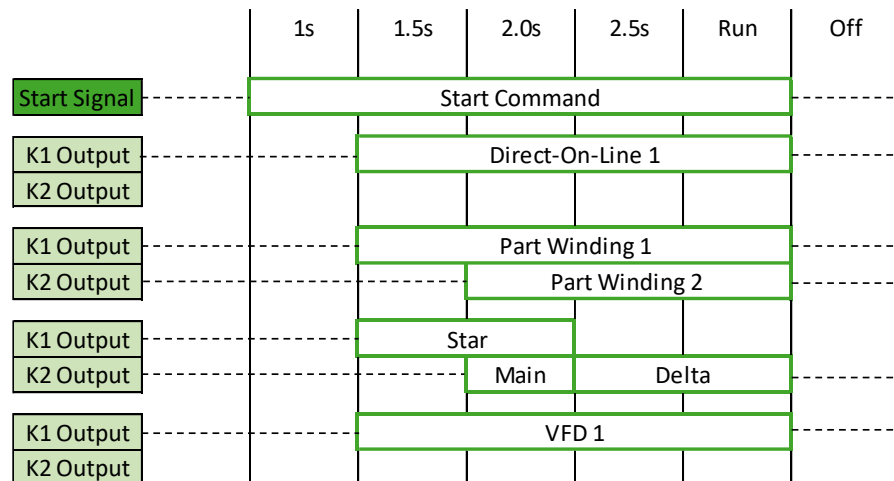 1s 1.5s 2.0s 2.5s Run Off
Start Signal Start Command
K1 Output Direct-On-Line 1
K2 Output
K1 Output Part Winding 1
K2 Output Part Winding 2
K1 Output Star
K2 Output Main Delta
K1 Output VFD 1
K2 Output